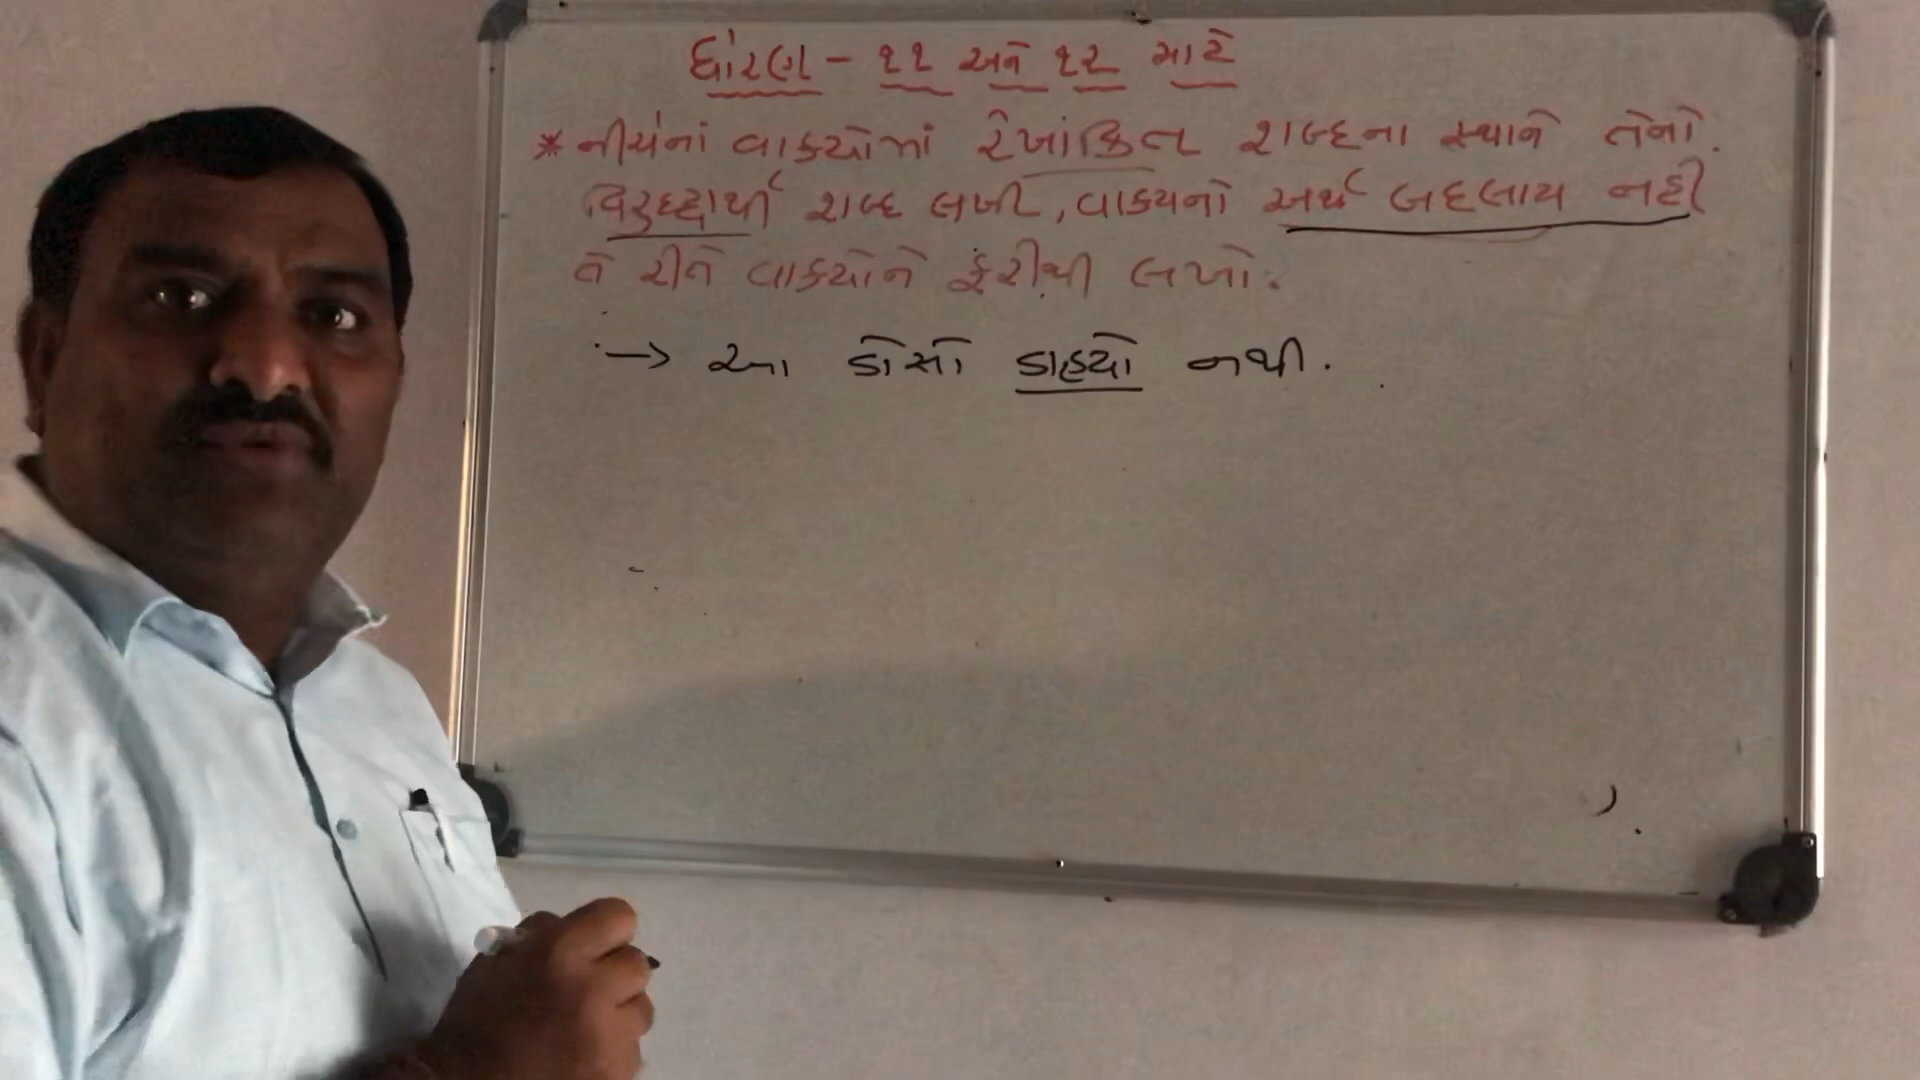 ધોરણ - ૧૧ અને ૧૨ માટે
* નીચેનાં વાક્યોમાં રેખાંકિત શબ્દના સ્થાને તેનો
વિરુદ્ધાર્થી શબ્દ લખી, વાક્યનો અર્થ બદલાય નહી
તે રીતે વાક્યોને ફરીથી લખો.
→ આ ડોસો ડાહ્યો નથી.